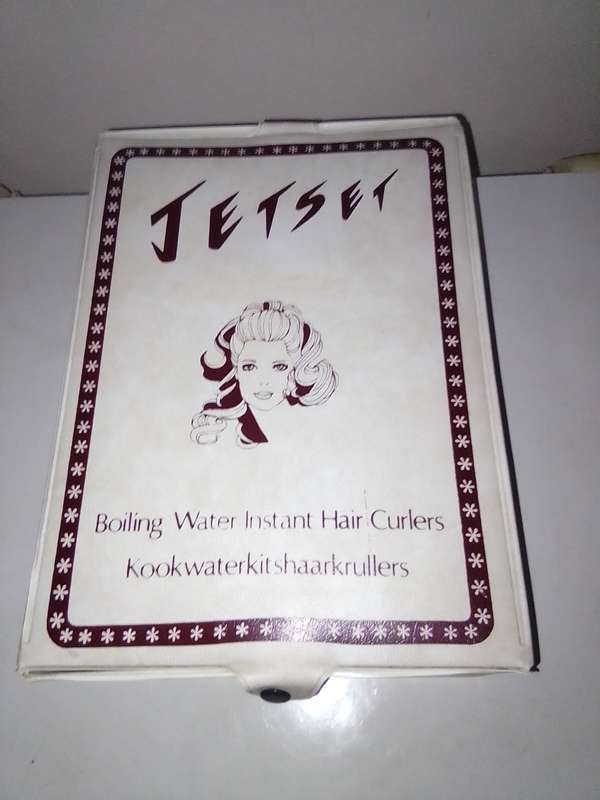 JETSET
Boiling Water Instant Hair Curlers
Kookwaterkitshaarkrullers